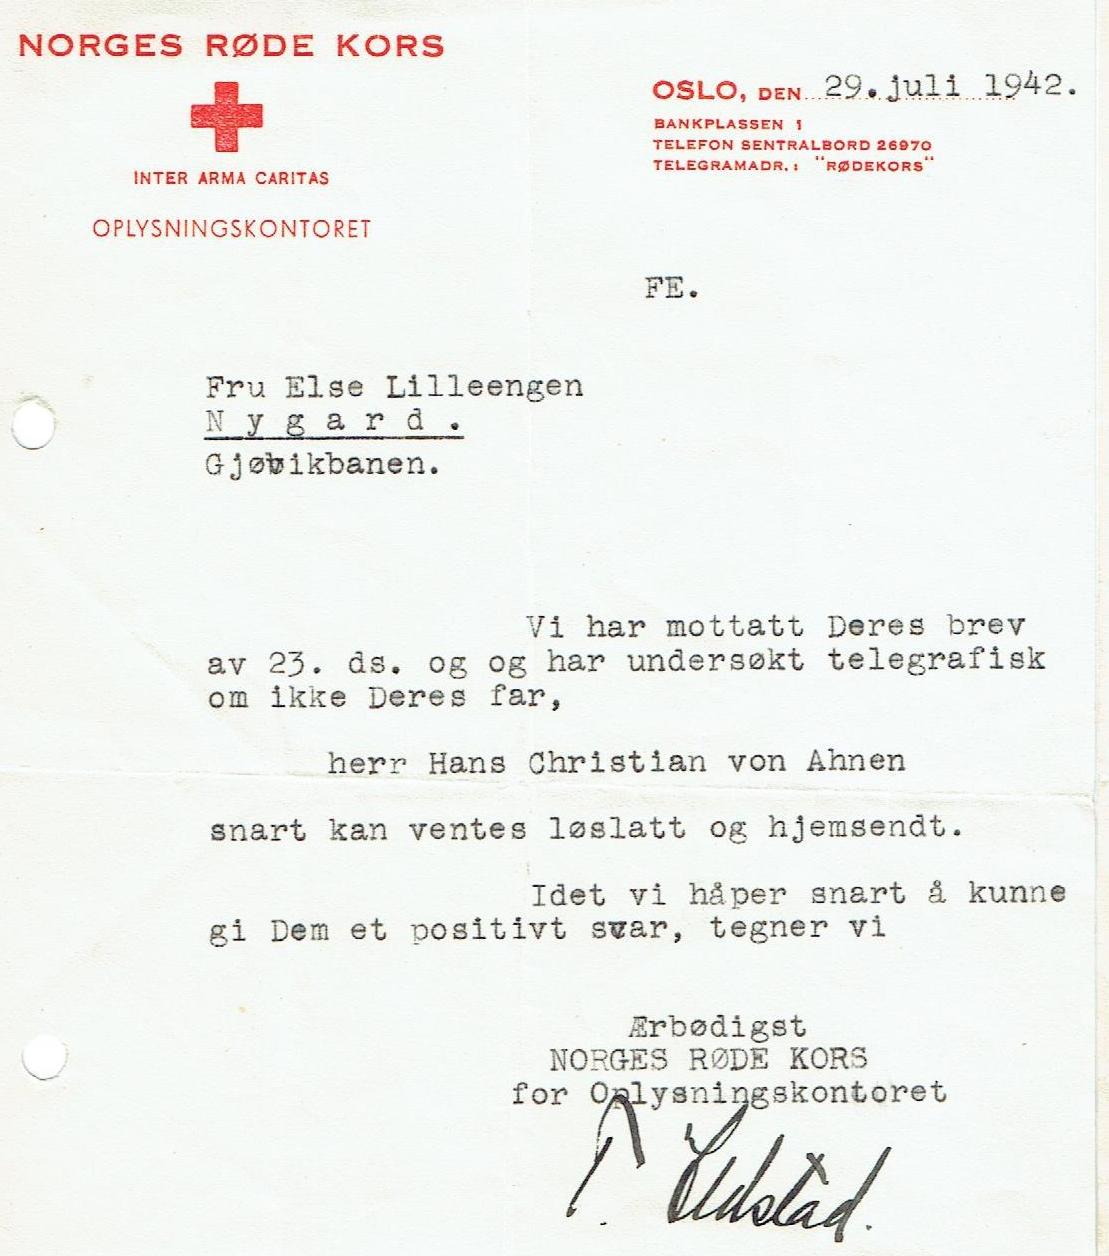 NORGES RØDE KORS
INTER ARMA CARITAS
OPLYSNINGSKONTORET
OSLO, DEN 29. juli 1942.
BANKPLASSEN 1
TELEFON SENTRALBORD 26970
TELEGRAMADR.: "RØDEKORS"
FE.
Fru Else Lilleengen
Nygard.
Gjøvikbanen.
Vi har mottatt Deres brev
av 23. ds. og og har undersøkt telegrafisk
om ikke Deres far,
herr Hans Christian von Ahnen
snart kan ventes løslatt og hjemsendt.
Idet vi håper snart å kunne
gi Dem et positivt svar, tegner vi
Ærbødigst
NORGES RØDE KORS
for Oplysningskontoret